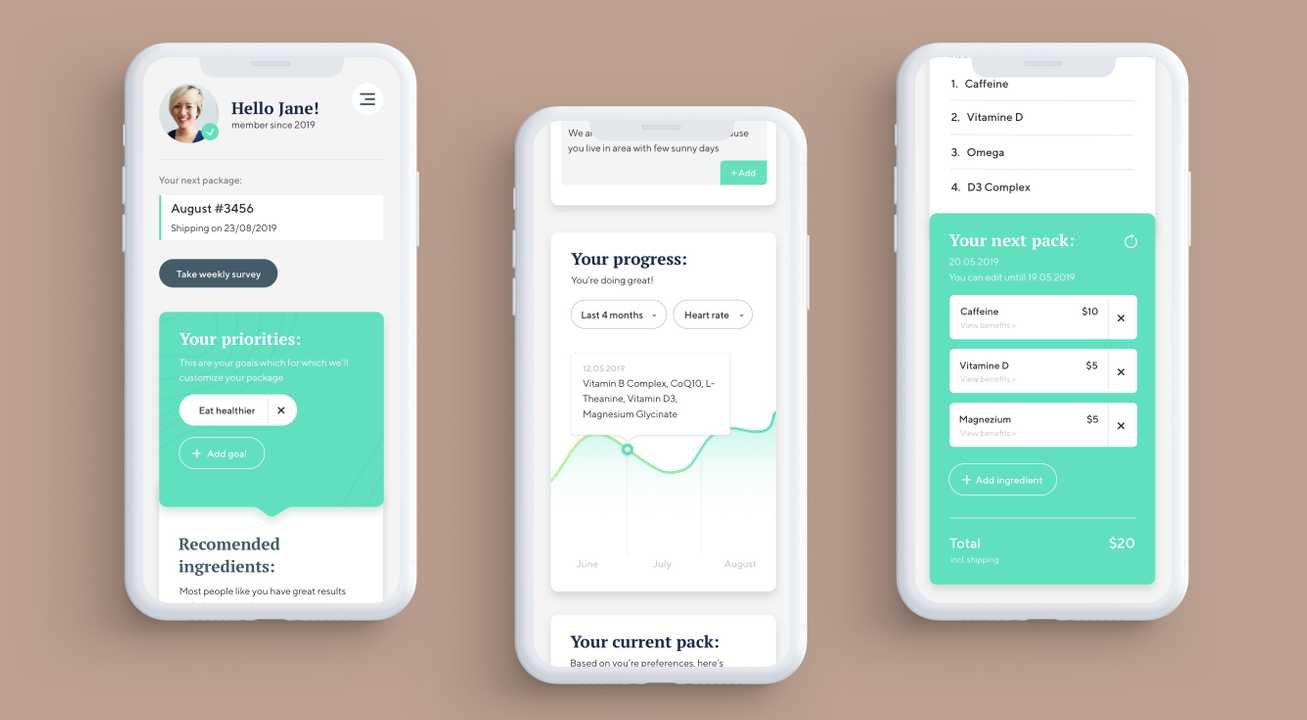 Hello Jane!
member since 2019
Your next package:
August #3456
Shipping on 23/08/2019
Take weekly survey
Your priorities:
This are your goals which for which we'll
customize your package
Eat healthier ×
+ Add goal
Recomended
ingredients:
Most people like you have great results
We
you live in area with few sunny days
+ Add
Your progress:
You're doing great!
Last 4 months
Heart rate
12.05.2019
Vitamin B Complex, CoQ10, L-
Theanine, Vitamin D3,
Magnesium Glycinate
June July August
Your current pack:
Based on you're preferences, here's
1. Caffeine
2. Vitamine D
3. Omega
4. D3 Complex
Your next pack:
20.05.2019
You can edit untill 19.05.2019
Caffeine $10 ×
View benefits >
Vitamine D $5 ×
View benefits >
Magnezium $5 ×
View benefits >
+ Add ingredient
Total $20
incl. shipping